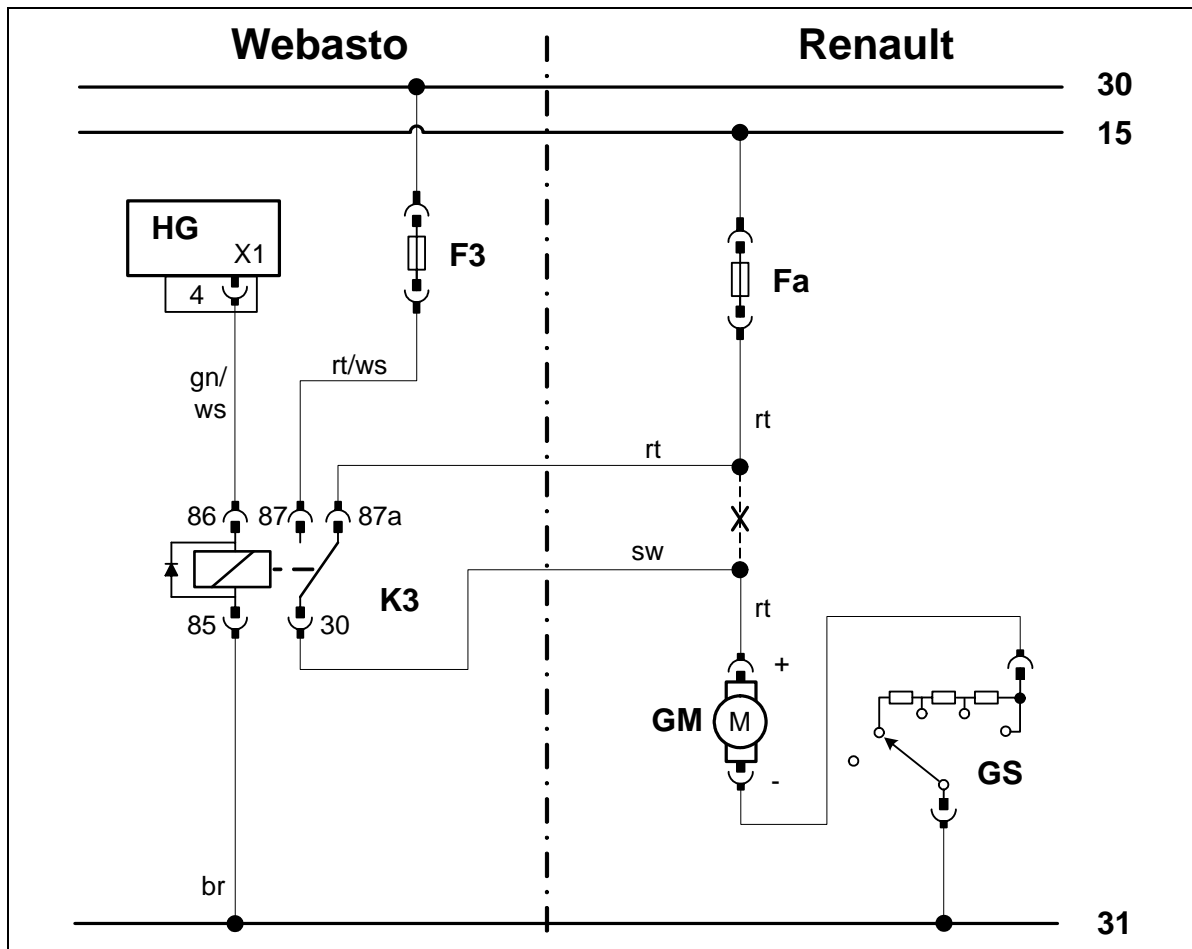 Webasto
Renault
30
15
HG
X1
4
F3
Fa
gn/
ws
rt/ws
rt
rt
86
87
87a
sw
K3
85
30
rt
+
GM
M
-
GS
br
31